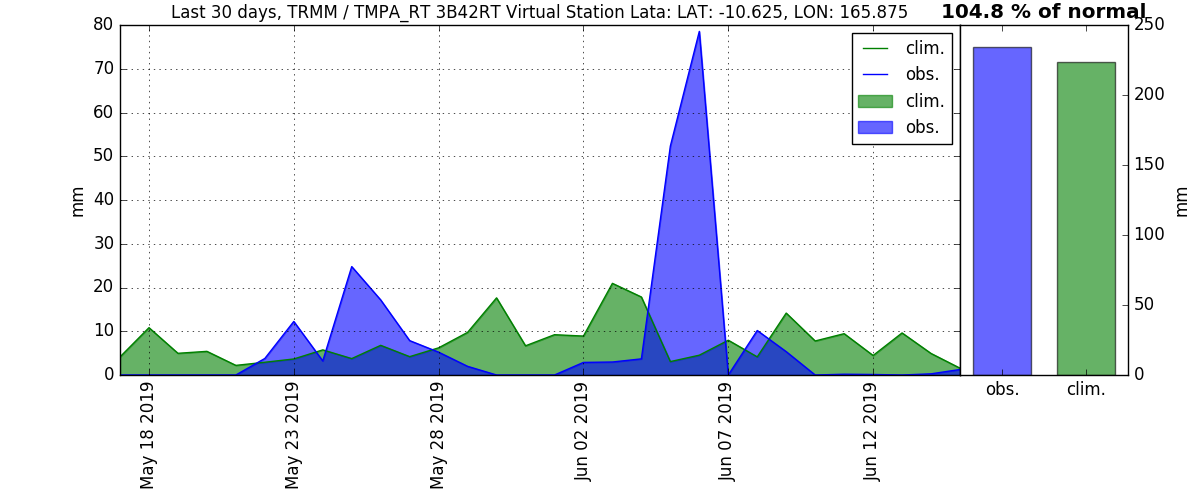 Last 30 days, TRMM / TMPA_RT 3B42RT Virtual Station Lata: LAT: -10.625, LON: 165.875
104.8 % of normal
80
70
60
50
40
30
20
10
0
mm
clim.
obs.
clim.
obs.
May 18 2019
May 23 2019
May 28 2019
Jun 02 2019
Jun 07 2019
Jun 12 2019
250
200
150
100
50
0
mm
obs.
clim.